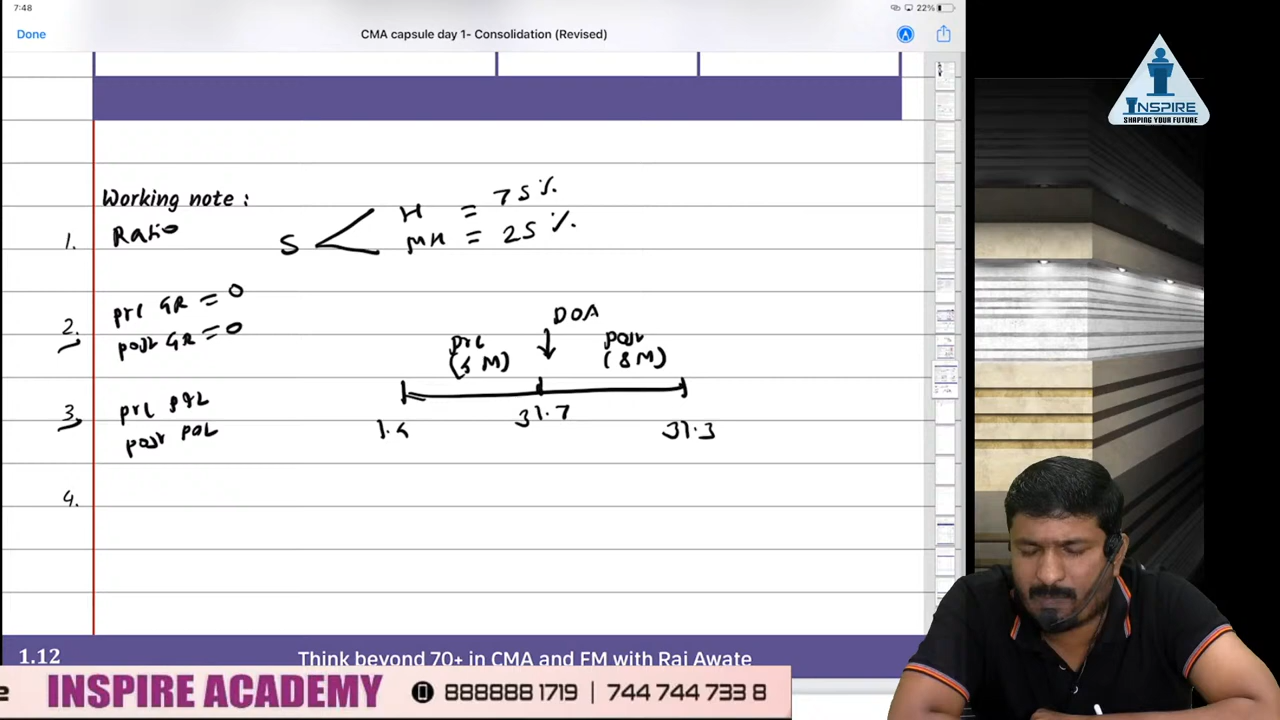 7:48
22%
Done
CMA capsule day 1- Consolidation (Revised)
Working note :
1. Ratio
S
H = 75%
MH = 25%
2. pre GR = 0
post GR = 0
DOA
pre
post
(8 M)
3. pre P&L
post P&L
1.4
31.7
31.3
4.
1.12
Think beyond 70+ in CMA and FM with Raj Awate
INSPIRE ACADEMY
888888 1719 | 744 744 733 8
INSPIRE
SHAPING YOUR FUTURE